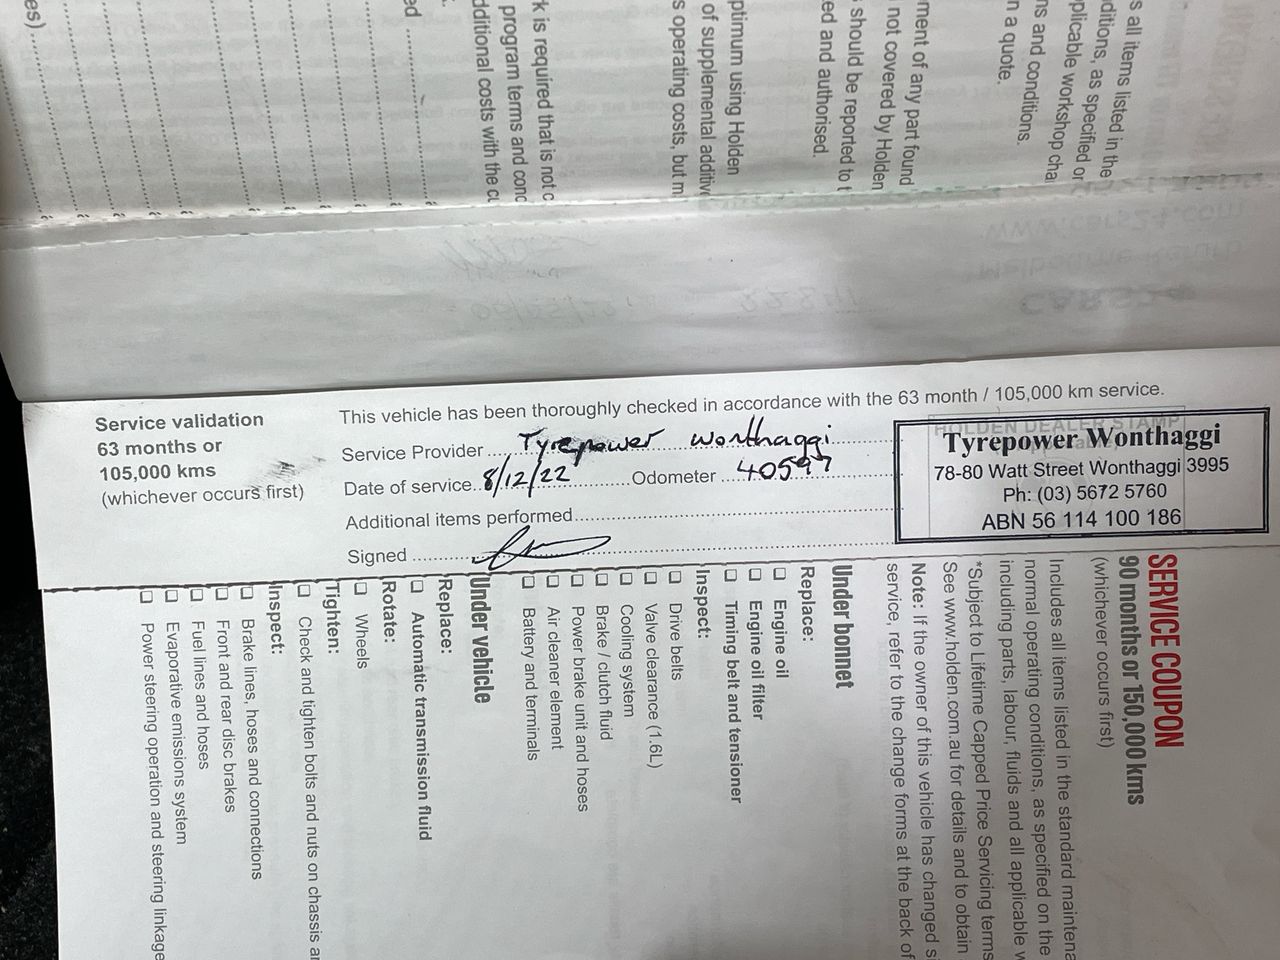 Service validation
63 months or
105,000 kms
(whichever occurs first)
This vehicle has been thoroughly checked in accordance with the 63 month / 105,000 km service.
Service Provider.... Tyrepower Wonthaggi
Date of service.. 8/12/22 Odometer .... 40597
Additional items performed
Signed
HOLDEN DEALER STAMP
Tyrepower Wonthaggi
78-80 Watt Street Wonthaggi 3995
Ph: (03) 5672 5760
ABN 56 114 100 186
SERVICE COUPON
90 months or 150,000 kms
(whichever occurs first)
Includes all items listed in the standard maintena
normal operating conditions, as specified on the
including parts, labour, fluids and all applicable w
*Subject to Lifetime Capped Price Servicing terms
See www.holden.com.au for details and to obtain
Note: If the owner of this vehicle has changed si
service, refer to the change forms at the back of
Under bonnet
Replace:
Engine oil
Engine oil filter
Timing belt and tensioner
Inspect:
Drive belts
Valve clearance (1.6L)
Cooling system
Brake / clutch fluid
Power brake unit and hoses
Air cleaner element
Battery and terminals
Under vehicle
Replace:
Automatic transmission fluid
Rotate:
Wheels
Tighten:
Check and tighten bolts and nuts on chassis an
Inspect:
Brake lines, hoses and connections
Front and rear disc brakes
Fuel lines and hoses
Evaporative emissions system
Power steering operation and steering linkage
s all items listed in the
ditions, as specified or
plicable workshop cha
ns and conditions.
n a quote.
ment of any part found
not covered by Holden
s should be reported to t
ed and authorised.
ptimum using Holden
of supplemental additiv
s operating costs, but m
k is required that is not c
program terms and cond
dditional costs with the cu
ed
es)